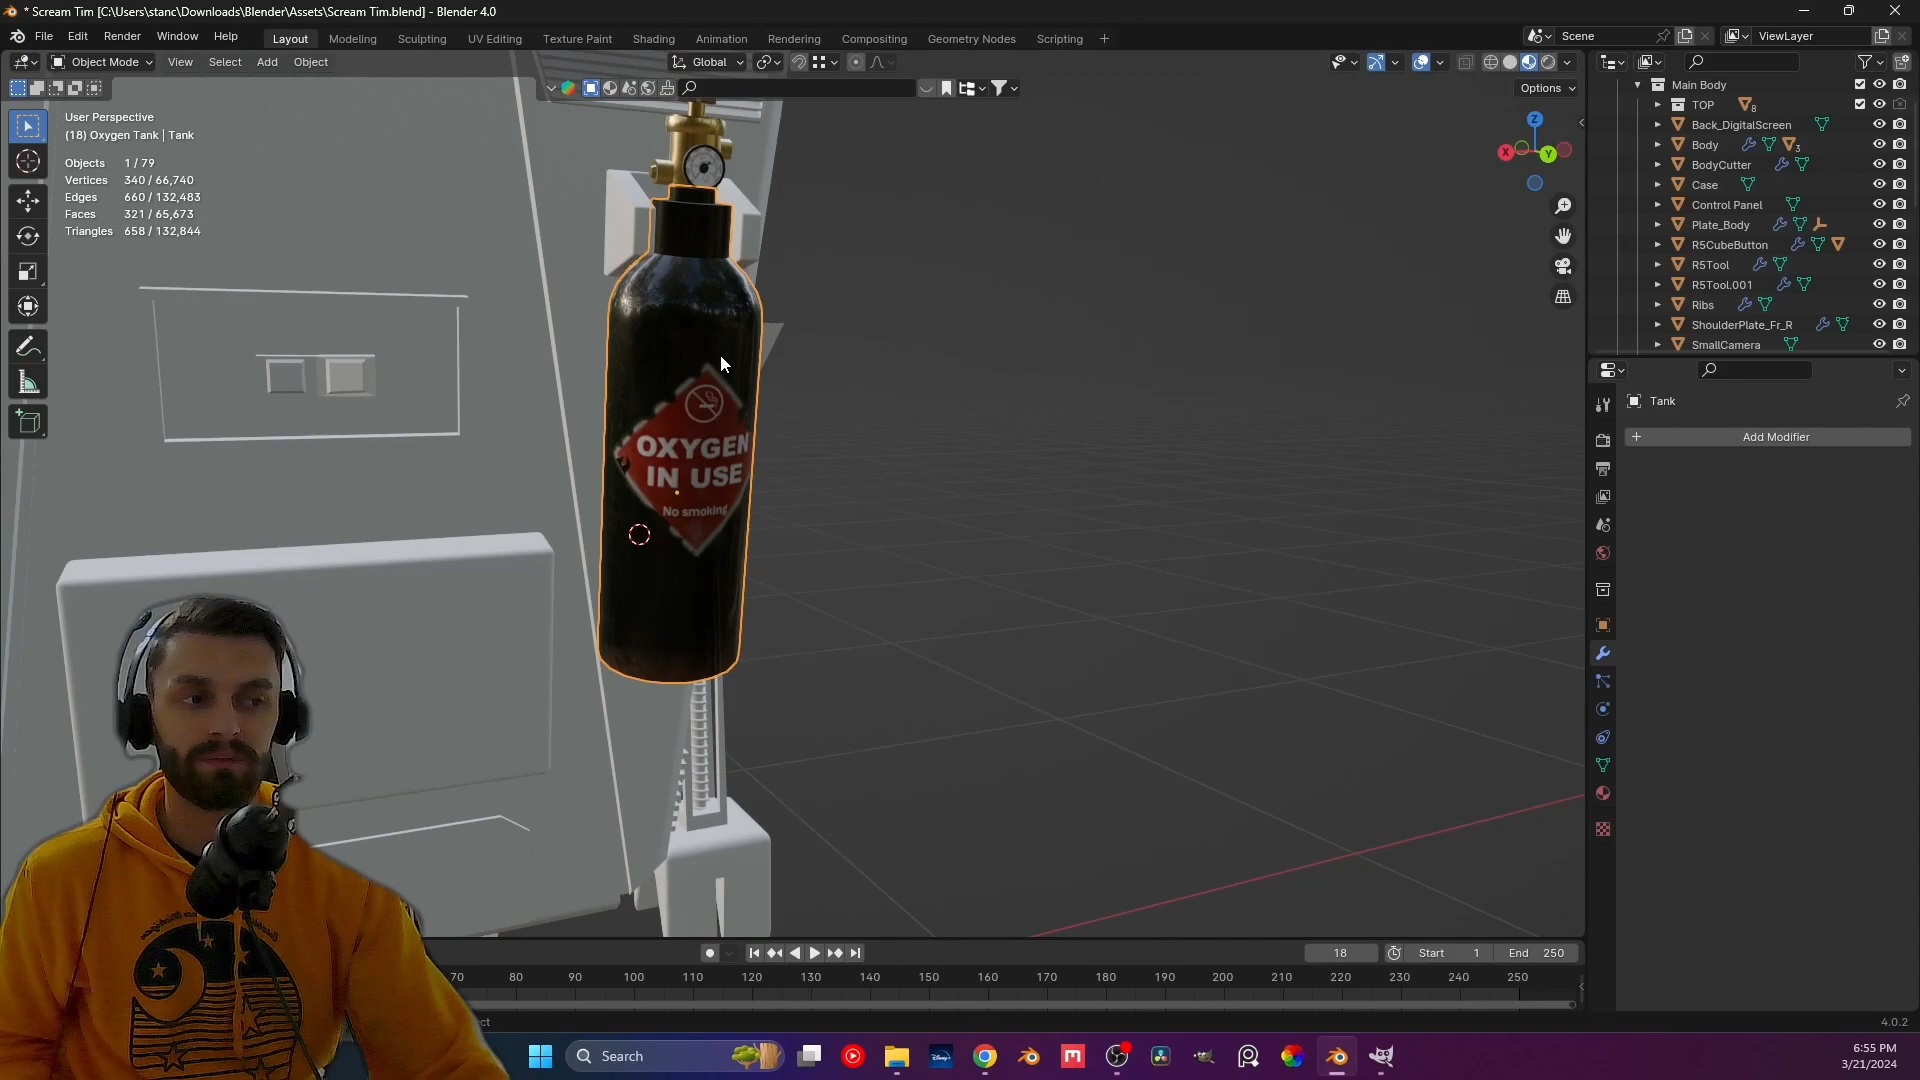 * Scream Tim [C:\Users\stanc\Downloads\Blender\Assets\Scream Tim.blend] - Blender 4.0
File Edit Render Window Help
Layout Modeling Sculpting UV Editing Texture Paint Shading Animation Rendering Compositing Geometry Nodes Scripting +
Scene
ViewLayer
Object Mode View Select Add Object
Global
Options
User Perspective
(18) Oxygen Tank | Tank
Objects 1 / 79
Vertices 340 / 66,740
Edges 660 / 132,483
Faces 321 / 65,673
Triangles 658 / 132,844
Z
X
Y
OXYGEN
IN USE
No smoking
Main Body
TOP 8
Back_DigitalScreen
Body 3
BodyCutter
Case
Control Panel
Plate_Body
R5CubeButton
R5Tool
R5Tool.001
Ribs
ShoulderPlate_Fr_R
SmallCamera
Tank
+ Add Modifier
18 Start 1 End 250
70 80 90 100 110 120 130 140 150 160 170 180 190 200 210 220 230 240 250
ct
4.0.2
Search
Disney+
6:55 PM
3/21/2024